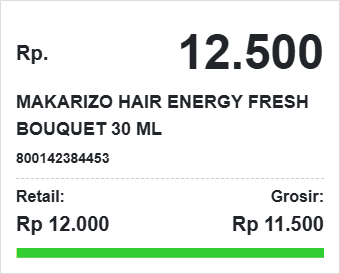 Rp. 12.500
MAKARIZO HAIR ENERGY FRESH
BOUQUET 30 ML
800142384453
Retail: Grosir:
Rp 12.000 Rp 11.500